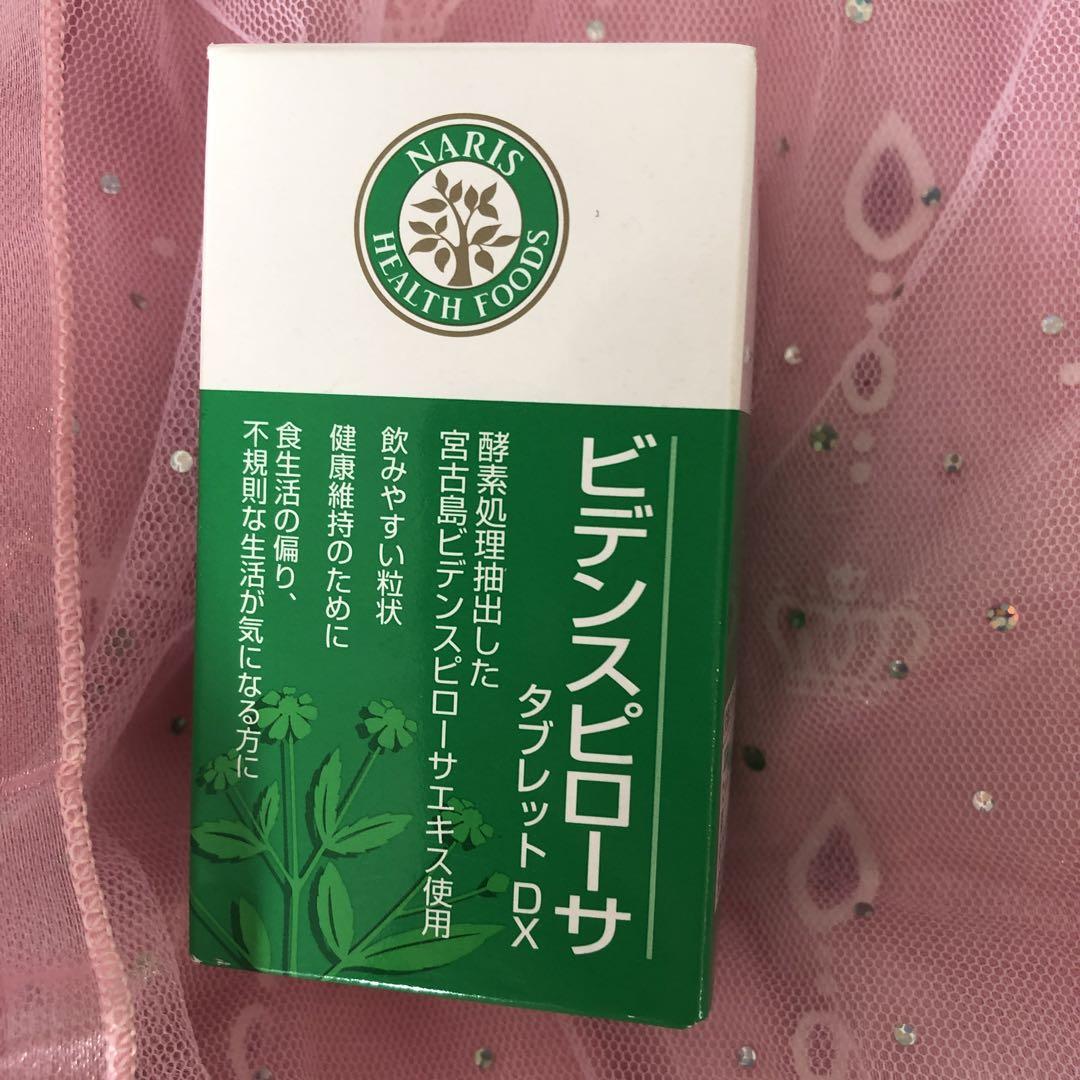 NARIS
HEALTH FOODS
ビデンスピローサ
タブレット DX
酵素処理抽出した
宮古島ビデンスピローサエキス使用
飲みやすい粒状
健康維持のために
食生活の偏り、
不規則な生活が気になる方に